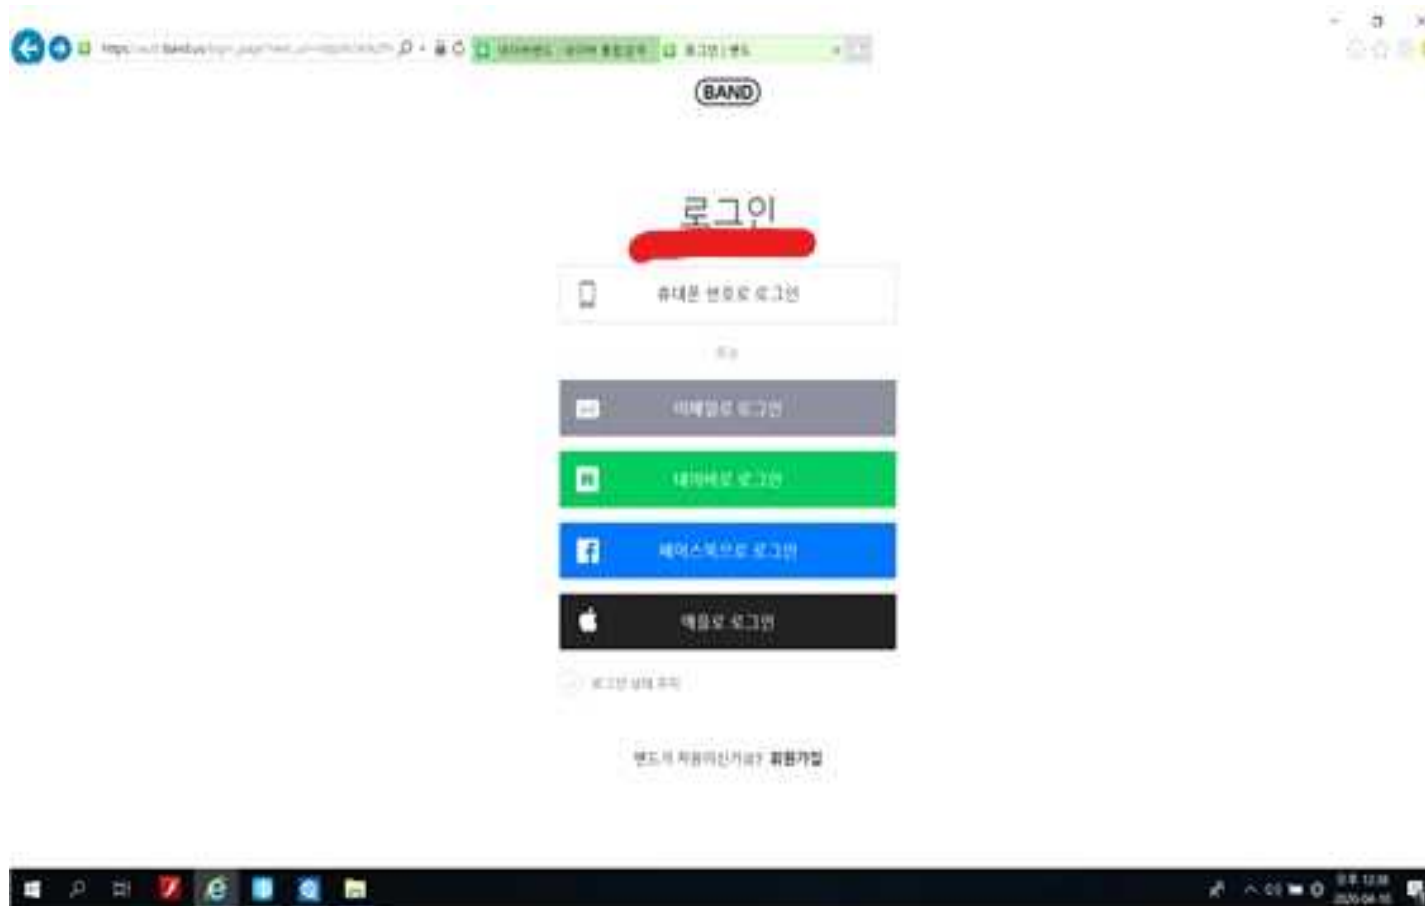 BAND
로그인
휴대폰 번호로 로그인
또는
이메일로 로그인
네이버로 로그인
페이스북으로 로그인
애플로 로그인
로그인 상태 유지
밴드가 처음이신가요? 회원가입